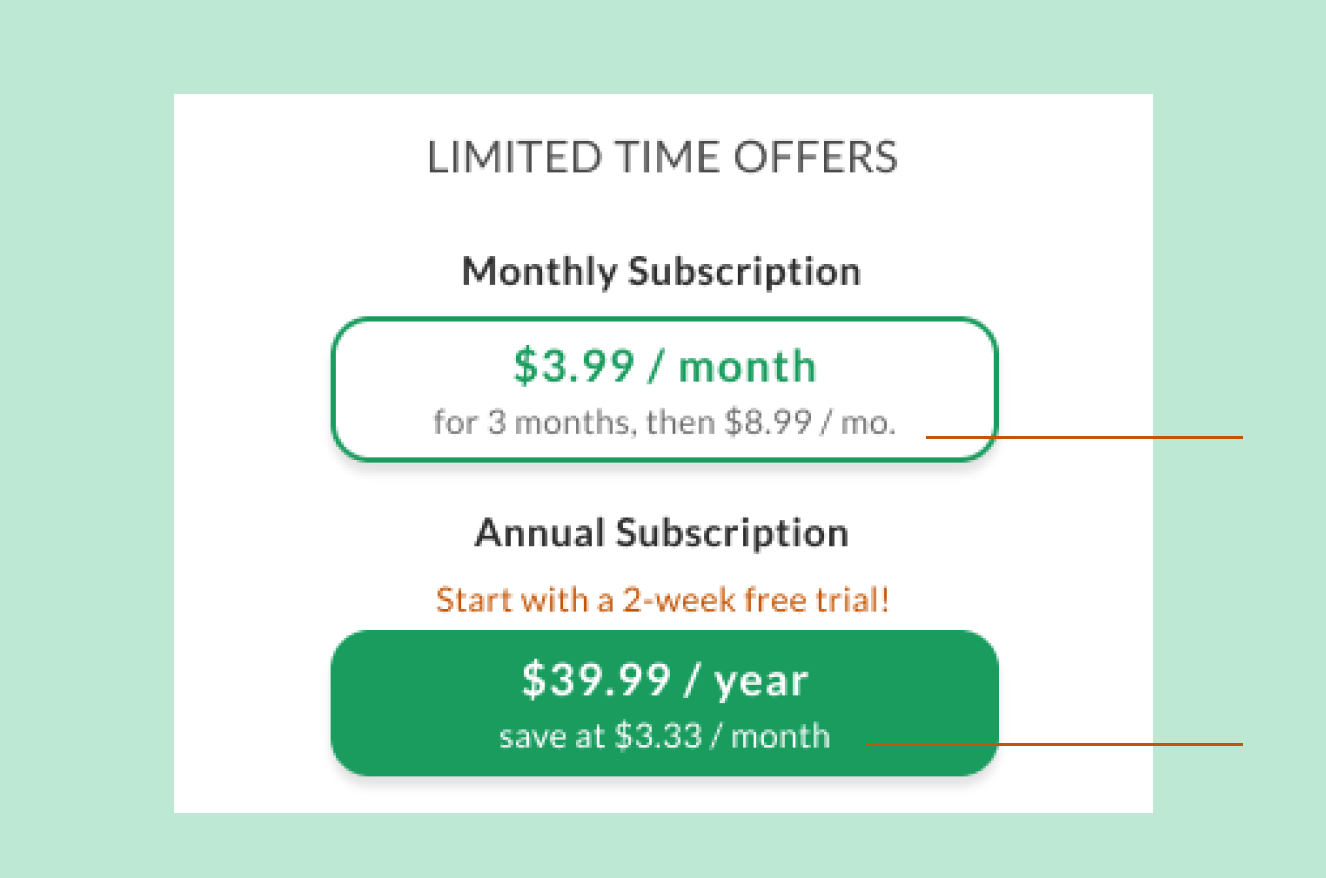 LIMITED TIME OFFERS
Monthly Subscription
$3.99 / month
for 3 months, then $8.99 / mo.
Annual Subscription
Start with a 2-week free trial!
$39.99 / year
save at $3.33 / month